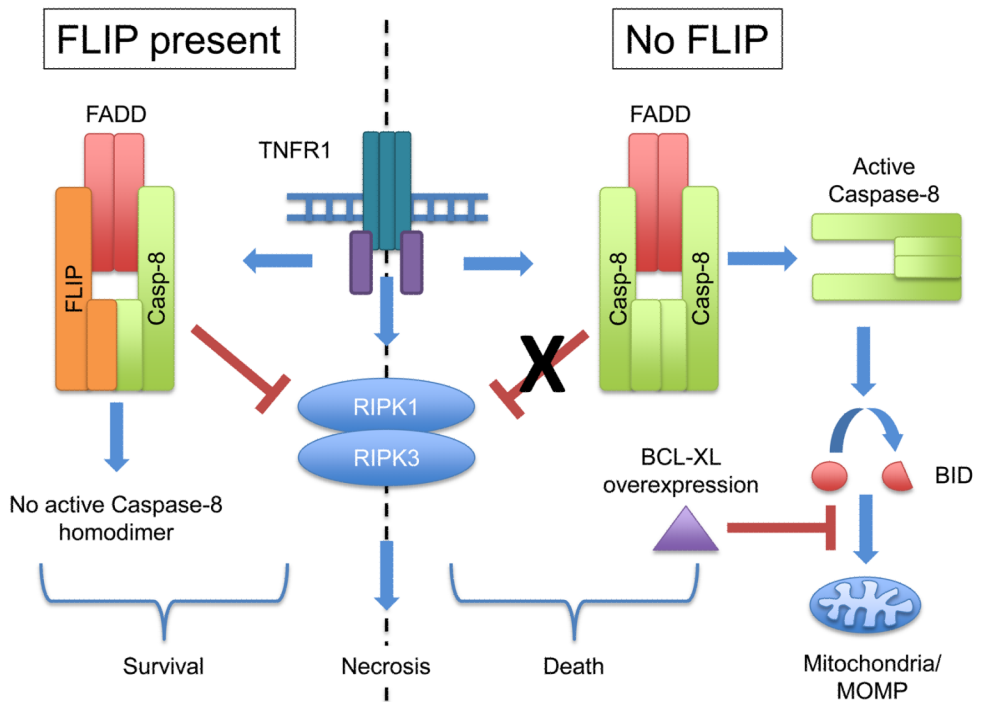 FLIP present
No FLIP
FADD
TNFR1
FADD
Active
Caspase-8
FLIP
Casp-8
Casp-8
Casp-8
X
RIPK1
RIPK3
No active Caspase-8
homodimer
BCL-XL
overexpression
BID
Survival
Necrosis
Death
Mitochondria/
MOMP